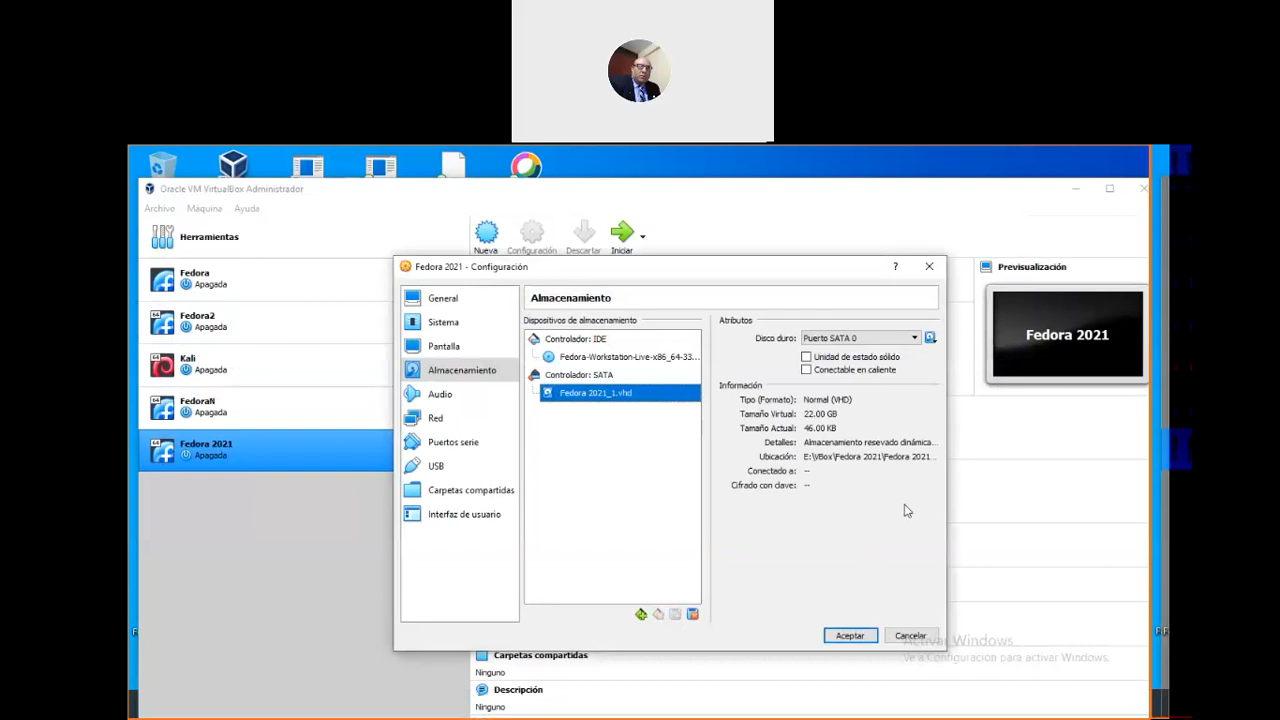 Oracle VM VirtualBox Administrador
Archivo Máquina Ayuda
Herramientas
Nueva Configuración Descartar Iniciar
Fedora
Apagada
Fedora2
Apagada
Kali
Apagada
FedoraN
Apagada
Fedora 2021
Apagada
Previsualización
Fedora 2021
Fedora 2021 - Configuración
General
Sistema
Pantalla
Almacenamiento
Audio
Red
Puertos serie
USB
Carpetas compartidas
Interfaz de usuario
Almacenamiento
Dispositivos de almacenamiento
Controlador: IDE
Fedora-Workstation-Live-x86_64-33...
Controlador: SATA
Fedora 2021_1.vhd
Atributos
Disco duro: Puerto SATA 0
Unidad de estado sólido
Conectable en caliente
Información
Tipo (Formato): Normal (VHD)
Tamaño Virtual: 22.00 GB
Tamaño Actual: 46.00 KB
Detalles: Almacenamiento resevado dinámica...
Ubicación: E:\VBox\Fedora 2021\Fedora 2021 ...
Conectado a: --
Cifrado con clave: --
Aceptar Cancelar
Activar Windows
Ve a Configuración para activar Windows.
Carpetas compartidas
Ninguno
Descripción
Ninguno